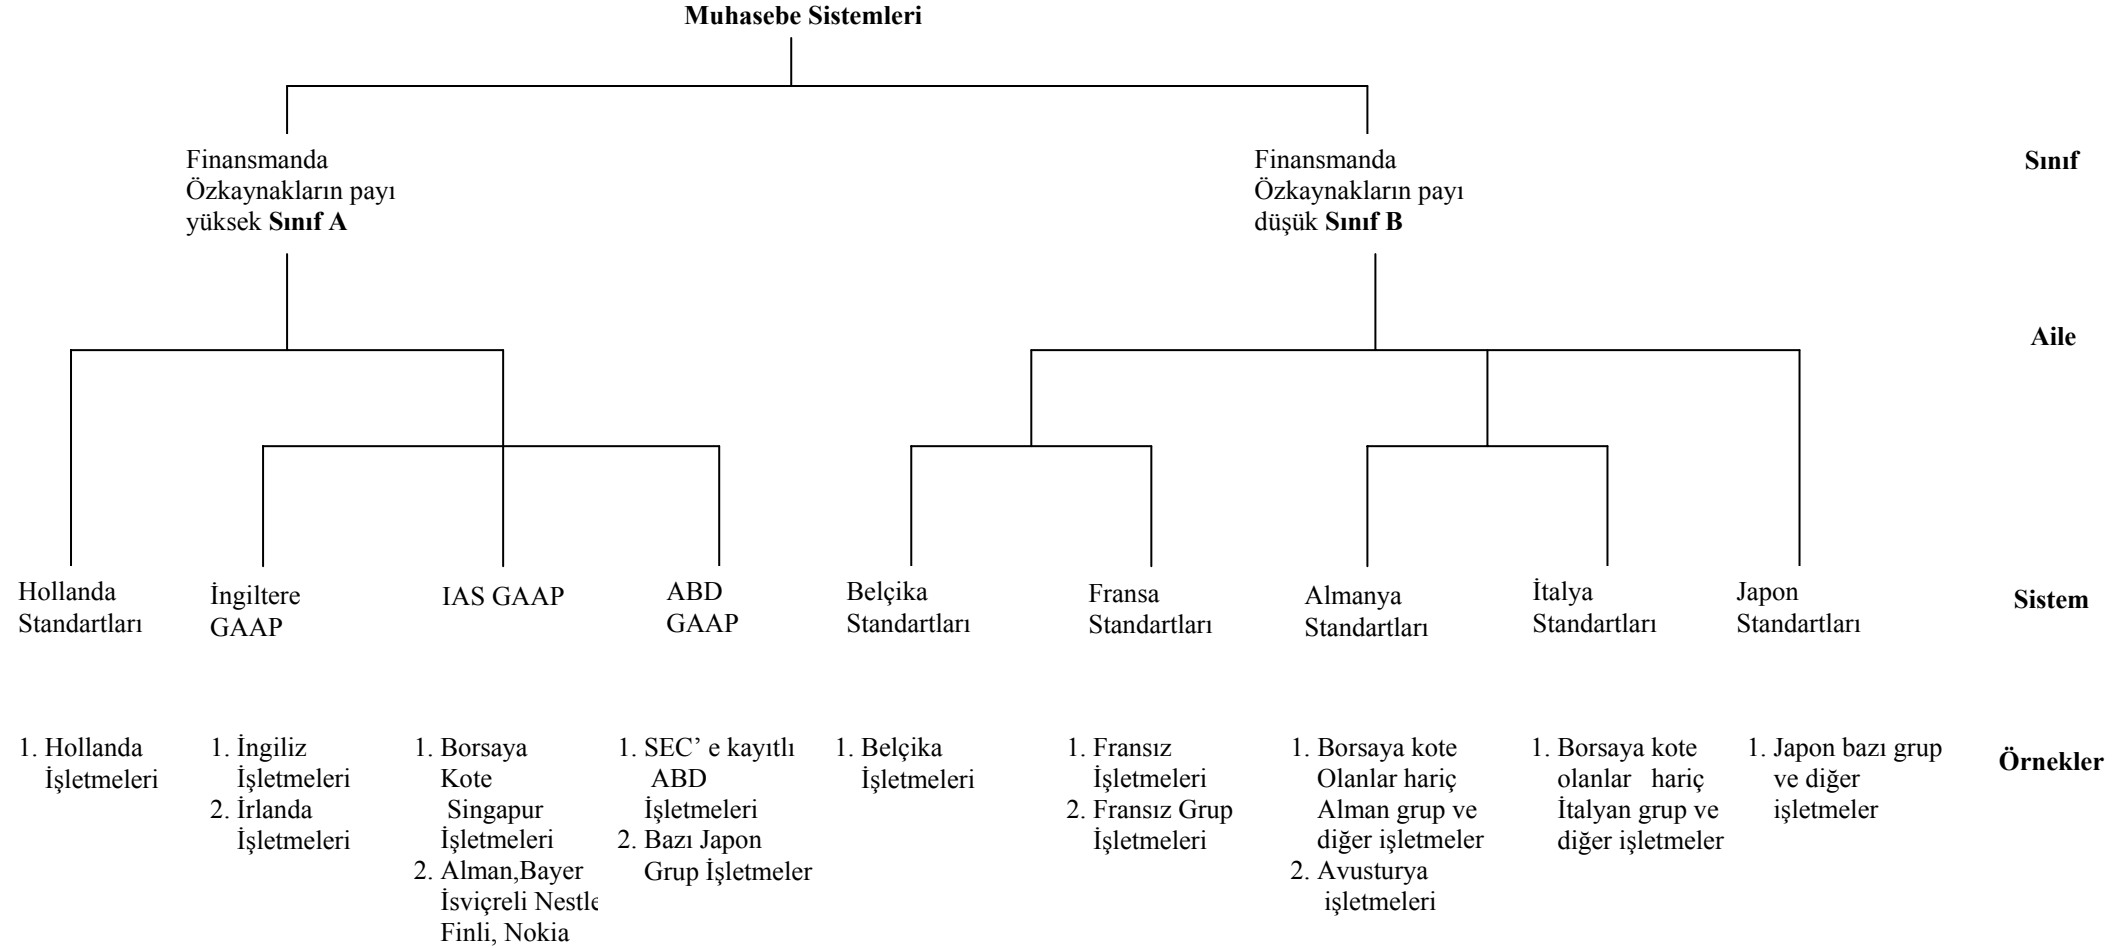 Muhasebe Sistemleri
Finansmanda
Özkaynakların payı
yüksek Sınıf A
Finansmanda
Özkaynakların payı
düşük Sınıf B
Sınıf
Aile
Hollanda
Standartları
İngiltere
GAAP
IAS GAAP
ABD
GAAP
Belçika
Standartları
Fransa
Standartları
Almanya
Standartları
İtalya
Standartları
Japon
Standartları
Sistem
1. Hollanda
İşletmeleri
1. İngiliz
İşletmeleri
2. İrlanda
İşletmeleri
1. Borsaya
Kote
Singapur
İşletmeleri
2. Alman,Bayer
İsviçreli Nestle
Finli, Nokia
1. SEC’ e kayıtlı
ABD
İşletmeleri
2. Bazı Japon
Grup İşletmeler
1. Belçika
İşletmeleri
1. Fransız
İşletmeleri
2. Fransız Grup
İşletmeleri
1. Borsaya kote
Olanlar hariç
Alman grup ve
diğer işletmeler
2. Avusturya
işletmeleri
1. Borsaya kote
olanlar hariç
İtalyan grup ve
diğer işletmeler
1. Japon bazı grup
ve diğer
işletmeler
Örnekler